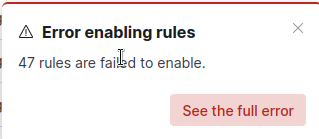 Error enabling rules
47 rules are failed to enable.
See the full error